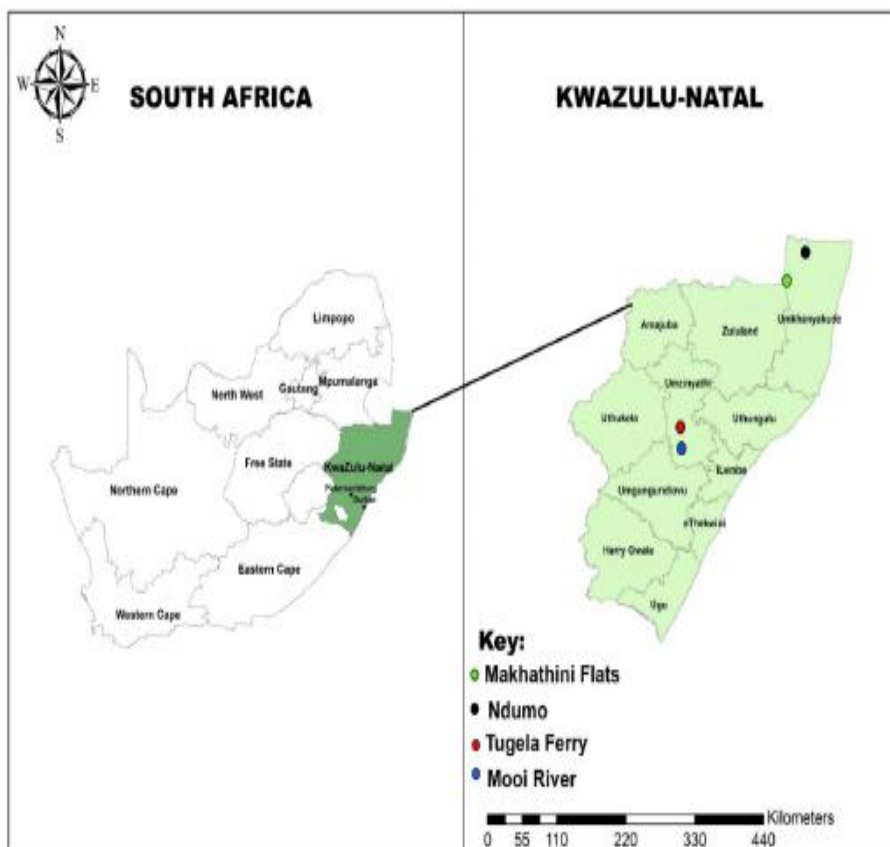 N
W E
S
SOUTH AFRICA
Limpopo
Mpumalanga
Gauteng
North West
Free State
KwaZulu-Natal
Northern Cape
Eastern Cape
Western Cape
KWAZULU-NATAL
Amajuba
Zululand
Umkhanyakude
Umzinyathi
Uthukela
Uthungulu
iLembe
Umgungundlovu
eThekwini
Harry Gwala
Ugu
Key:
Makhathini Flats
Ndumo
Tugela Ferry
Mooi River
Kilometers
0 55 110 220 330 440